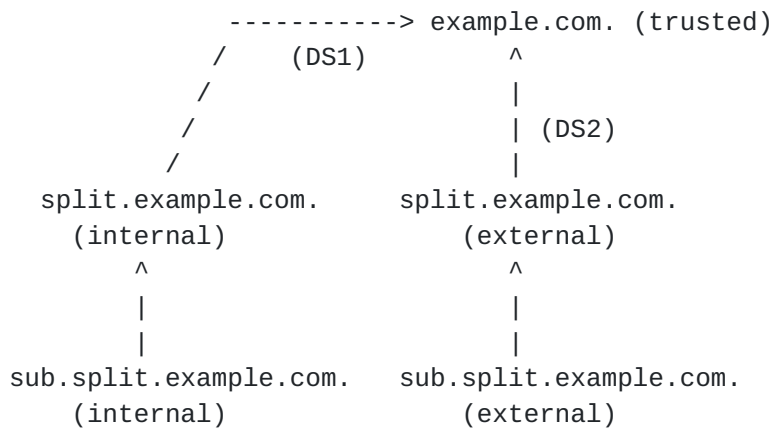 -----------> example.com. (trusted)
/ (DS1) ^
/ |
/ | (DS2)
/ |
split.example.com. split.example.com.
(internal) (external)
^ ^
| |
| |
sub.split.example.com. sub.split.example.com.
(internal) (external)